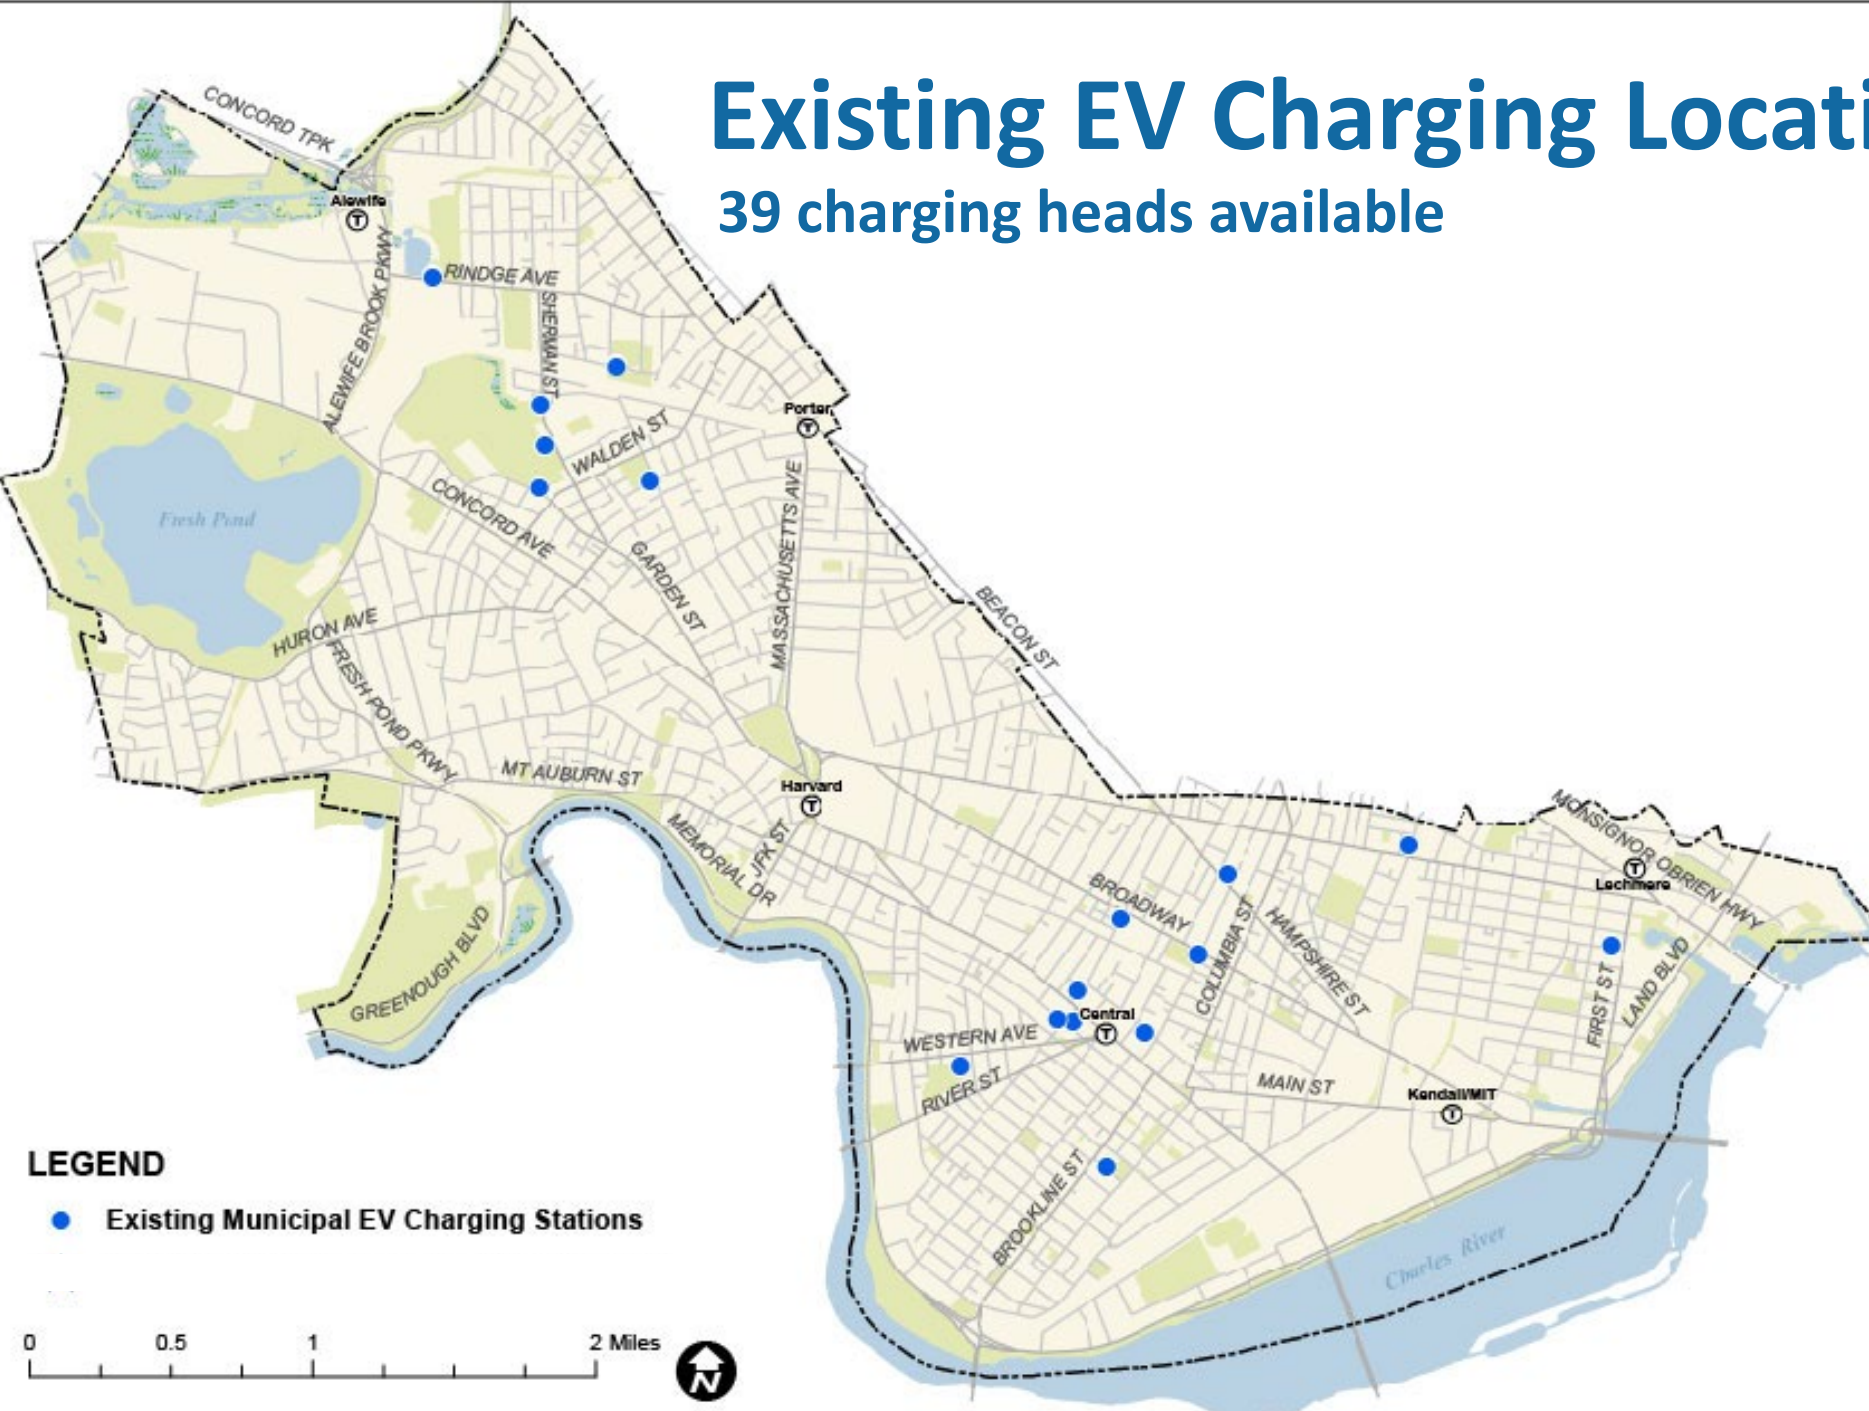 Existing EV Charging Locati
39 charging heads available
CONCORD TPK
Alewife
T
RINDGE AVE
ALEWIFE BROOK PKWY
SHERMAN ST
Porter
T
WALDEN ST
CONCORD AVE
Fresh Pond
GARDEN ST
MASSACHUSETTS AVE
BEACON ST
HURON AVE
FRESH POND PKWY
MT AUBURN ST
Harvard
T
MEMORIAL DR
JFK ST
MONSIGNOR OBRIEN HWY
T
Lechmere
BROADWAY
COLUMBIA ST
HAMPSHIRE ST
FIRST ST
LAND BLVD
GREENOUGH BLVD
Central
T
WESTERN AVE
RIVER ST
MAIN ST
Kendall/MIT
T
BROOKLINE ST
Charles River
LEGEND
Existing Municipal EV Charging Stations
0 0.5 1 2 Miles
N